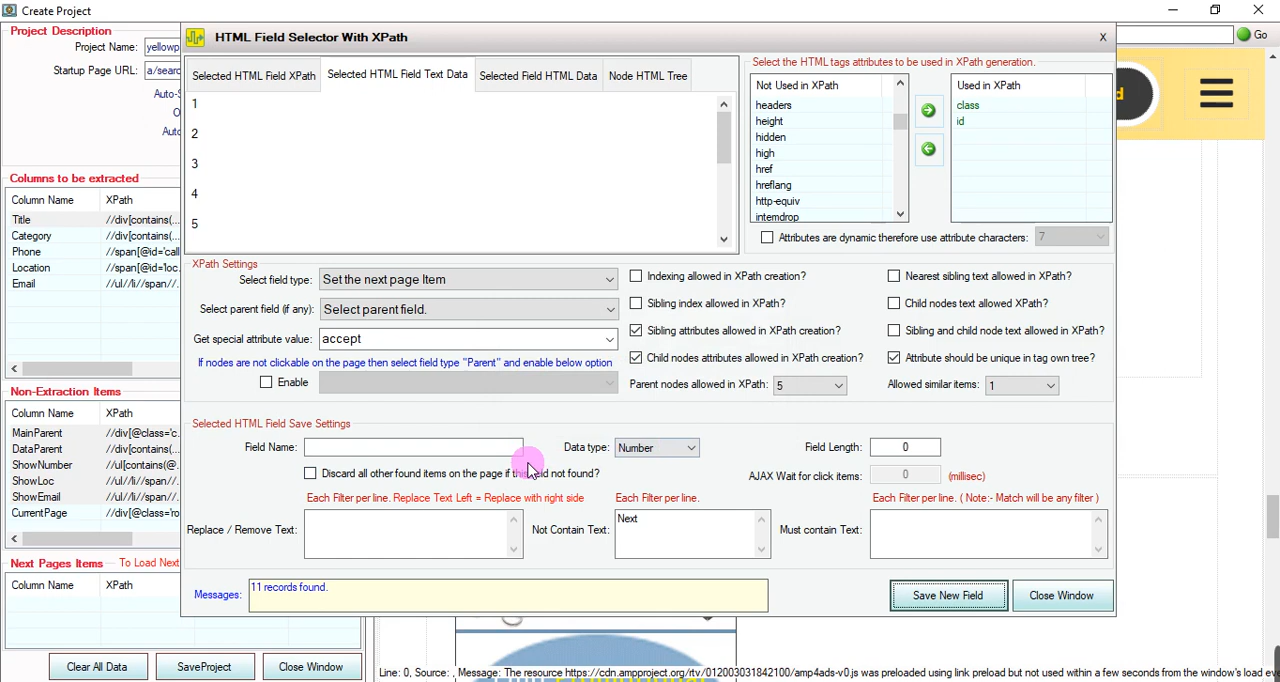 Create Project
Project Description
Project Name: yellowp
Startup Page URL: a/searc
Auto-S
O
Auto
Columns to be extracted
Column Name XPath
Title //div[contains(...
Category //div[contains(...
Phone //span[@id='call
Location //span[@id='loc.
Email //ul//li//span//.
Non-Extraction Items
Column Name XPath
MainParent //div[@class='c.
DataParent //div[contains(...
ShowNumber //ul[contains(@.
ShowLoc //ul//li//span//.
ShowEmail //ul//li//span//.
CurrentPage //div[@class='ro
Next Pages Items To Load Next
Column Name XPath
Clear All Data SaveProject Close Window
HTML Field Selector With XPath X
Selected HTML Field XPath Selected HTML Field Text Data Selected Field HTML Data Node HTML Tree
1
2
3
4
5
Select the HTML tags attributes to be used in XPath generation.
Not Used in XPath
headers
height
hidden
high
href
hreflang
http-equiv
intemdrop
Used in XPath
class
id
Attributes are dynamic therefore use attribute characters: 7
XPath Settings
Select field type: Set the next page Item
Select parent field (if any): Select parent field.
Get special attribute value: accept
If nodes are not clickable on the page then select field type "Parent" and enable below option
Enable
Indexing allowed in XPath creation?
Sibling index allowed in XPath?
Sibling attributes allowed in XPath creation?
Child nodes attributes allowed in XPath creation?
Parent nodes allowed in XPath: 5
Nearest sibling text allowed in XPath?
Child nodes text allowed XPath?
Sibling and child node text allowed in XPath?
Attribute should be unique in tag own tree?
Allowed similar items: 1
Selected HTML Field Save Settings
Field Name: Data type: Number Field Length: 0
Discard all other found items on the page if this field not found? AJAX Wait for click items: 0 (millisec)
Each Filter per line. Replace Text Left = Replace with right side Each Filter per line. Each Filter per line. ( Note:- Match will be any filter )
Replace / Remove Text: Not Contain Text: Next Must contain Text:
Messages: 11 records found.
Save New Field Close Window
Go
d
Line: 0, Source: , Message: The resource https://cdn.ampproject.org/rtv/012003031842100/amp4ads-v0.js was preloaded using link preload but not used within a few seconds from the window's load ev